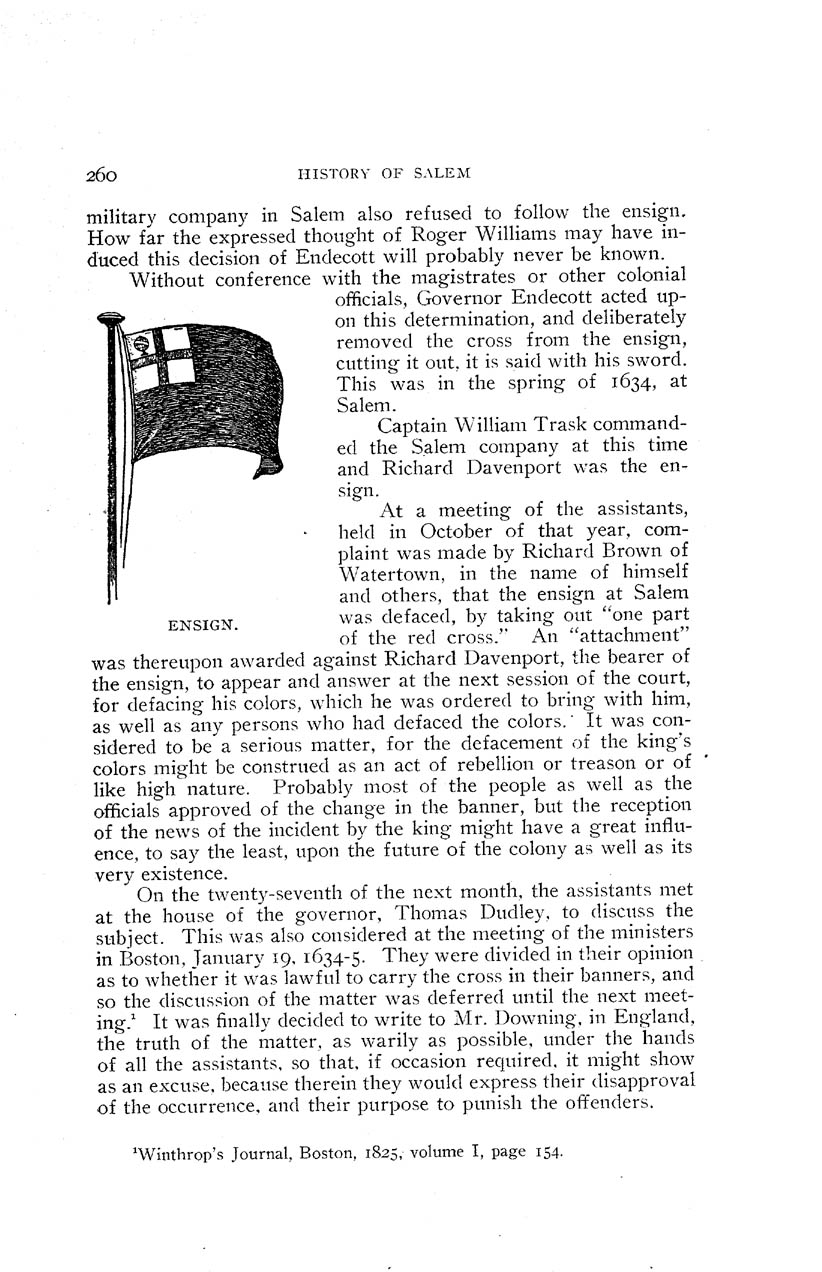 260 HISTORY OF SALEM
military company in Salem also refused to follow the ensign.
How far the expressed thought of Roger Williams may have in-
duced this decision of Endecott will probably never be known.
Without conference with the magistrates or other colonial
officials, Governor Endecott acted up-
on this determination, and deliberately
removed the cross from the ensign,
cutting it out, it is said with his sword.
This was in the spring of 1634, at
Salem.
Captain William Trask command-
ed the Salem company at this time
and Richard Davenport was the en-
sign.
At a meeting of the assistants,
held in October of that year, com-
plaint was made by Richard Brown of
Watertown, in the name of himself
and others, that the ensign at Salem
was defaced, by taking out "one part
of the red cross." An "attachment"
ENSIGN.
was thereupon awarded against Richard Davenport, the bearer of
the ensign, to appear and answer at the next session of the court,
for defacing his colors, which he was ordered to bring with him,
as well as any persons who had defaced the colors. It was con-
sidered to be a serious matter, for the defacement of the king's
colors might be construed as an act of rebellion or treason or of
like high nature. Probably most of the people as well as the
officials approved of the change in the banner, but the reception
of the news of the incident by the king might have a great influ-
ence, to say the least, upon the future of the colony as well as its
very existence.
On the twenty-seventh of the next month, the assistants met
at the house of the governor, Thomas Dudley, to discuss the
subject. This was also considered at the meeting of the ministers
in Boston, January 19, 1634-5. They were divided in their opinion
as to whether it was lawful to carry the cross in their banners, and
so the discussion of the matter was deferred until the next meet-
ing.¹ It was finally decided to write to Mr. Downing, in England,
the truth of the matter, as warily as possible, under the hands
of all the assistants, so that, if occasion required, it might show
as an excuse, because therein they would express their disapproval
of the occurrence, and their purpose to punish the offenders.
¹Winthrop's Journal, Boston, 1825, volume I, page 154.